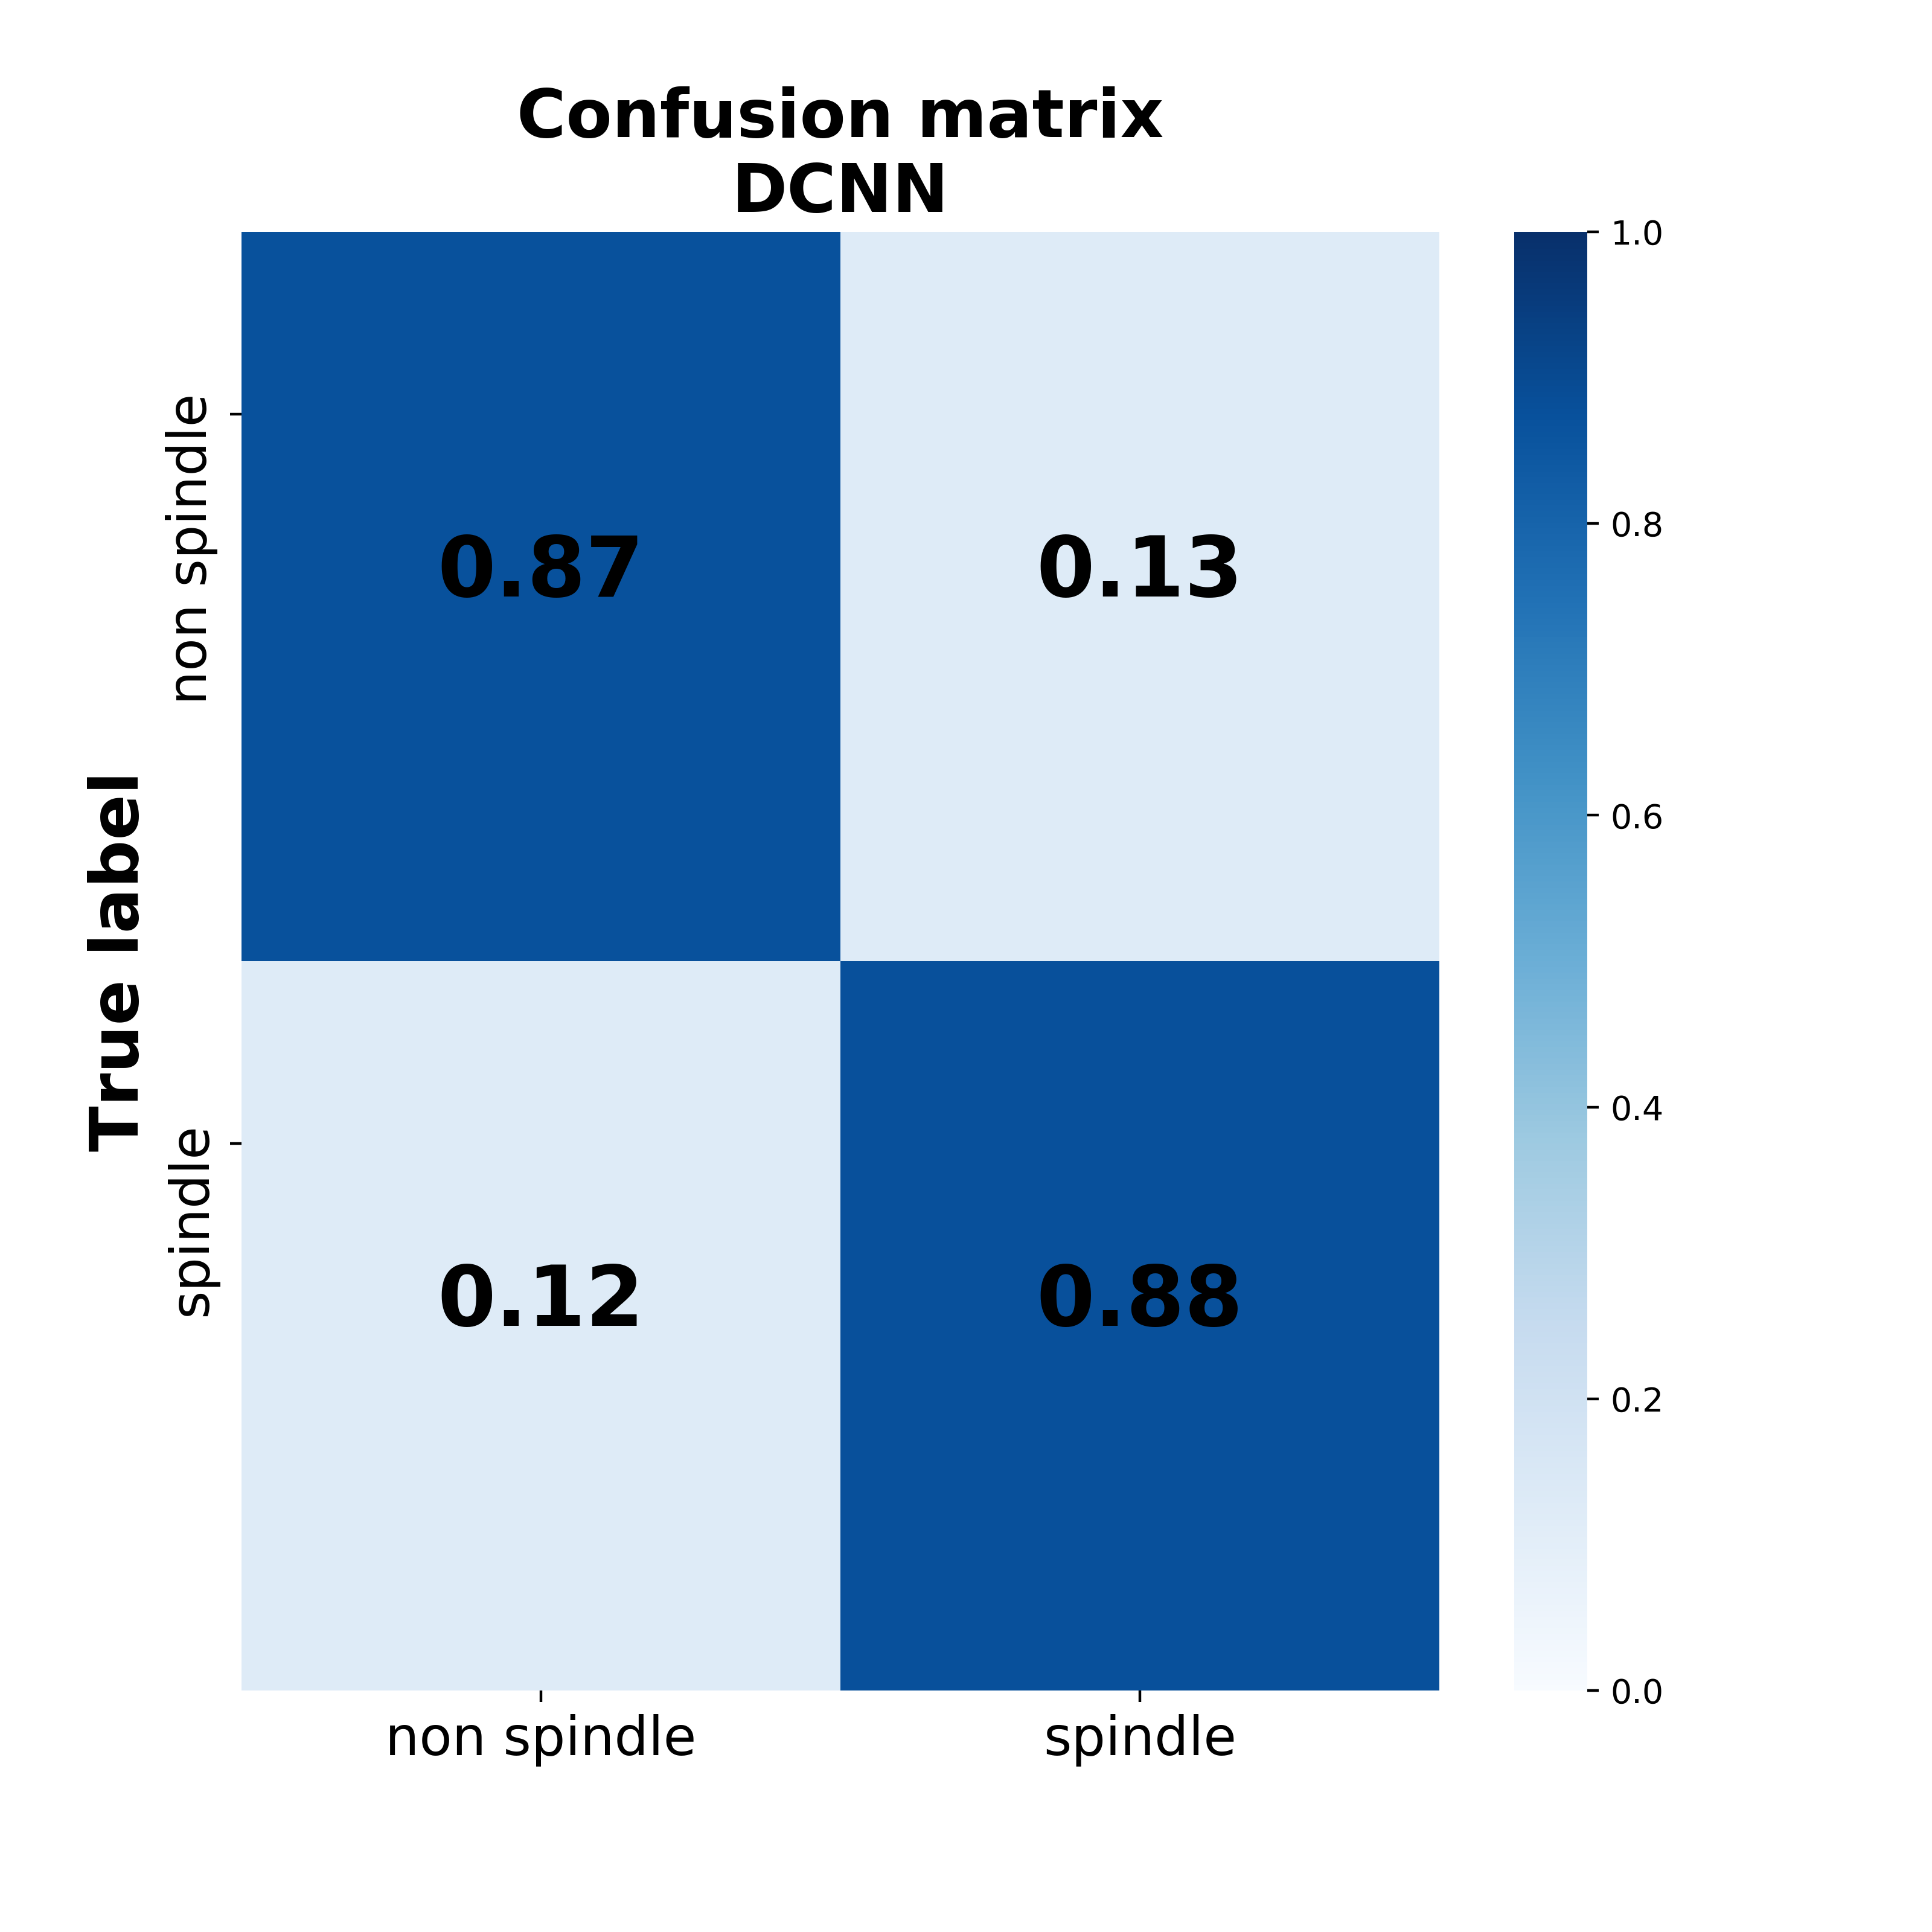 Confusion matrix
DCNN
True label
non spindle
spindle
0.87
0.13
0.12
0.88
non spindle
spindle
1.0
0.8
0.6
0.4
0.2
0.0